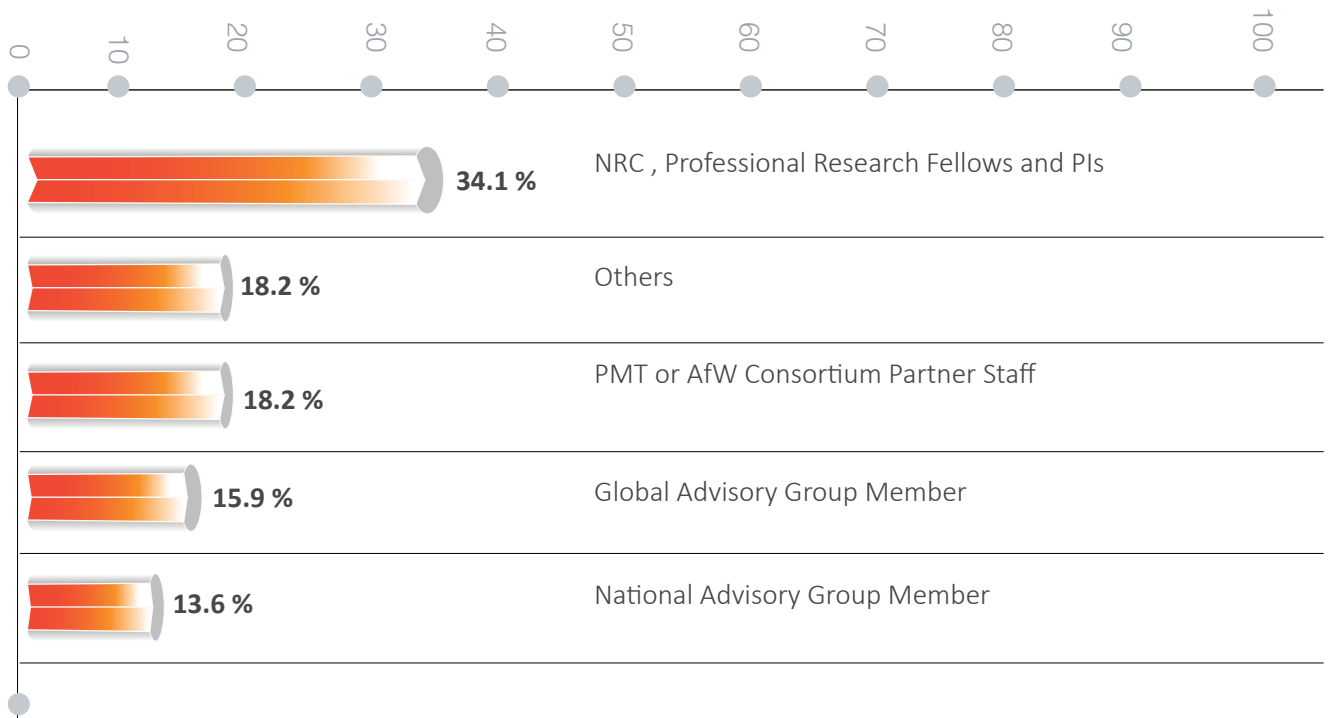 0 10 20 30 40 50 60 70 80 90 100
34.1 % NRC , Professional Research Fellows and PIs
18.2 % Others
18.2 % PMT or AfW Consortium Partner Staff
15.9 % Global Advisory Group Member
13.6 % National Advisory Group Member